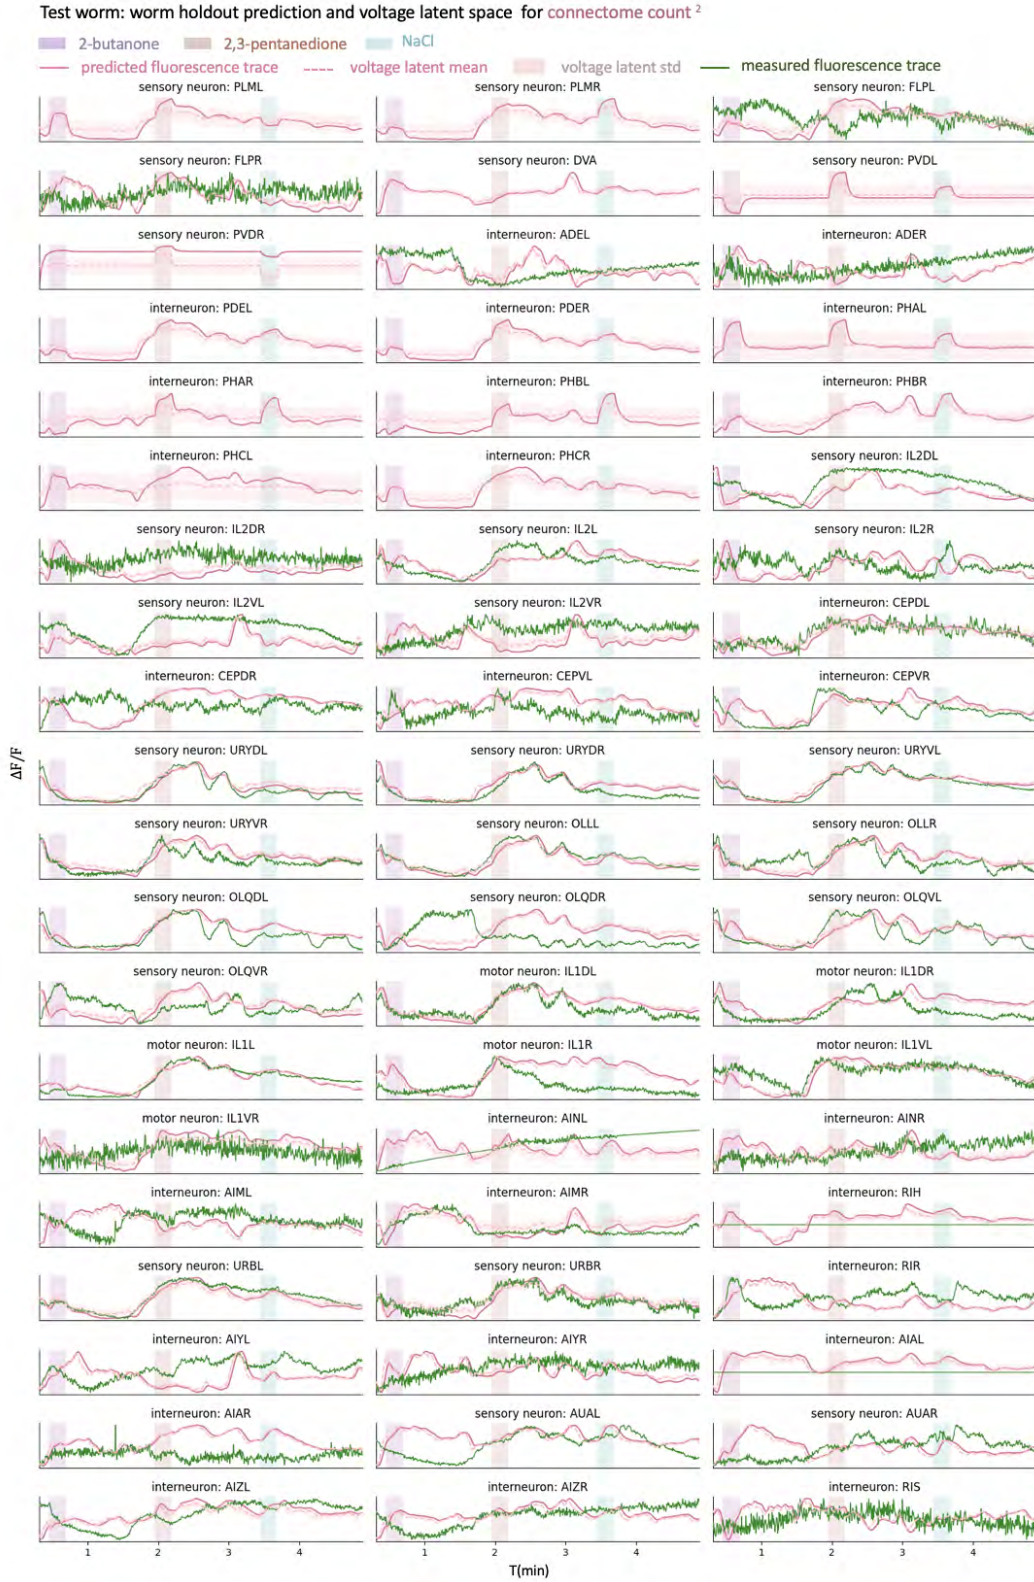 Test worm: worm holdout prediction and voltage latent space for connectome count ²
2-butanone 2,3-pentanedione NaCl
predicted fluorescence trace voltage latent mean voltage latent std measured fluorescence trace
sensory neuron: PLML sensory neuron: PLMR sensory neuron: FLPL
sensory neuron: FLPR sensory neuron: DVA sensory neuron: PVDL
sensory neuron: PVDR interneuron: ADEL interneuron: ADER
interneuron: PDEL interneuron: PDER interneuron: PHAL
interneuron: PHAR interneuron: PHBL interneuron: PHBR
interneuron: PHCL interneuron: PHCR sensory neuron: IL2DL
sensory neuron: IL2DR sensory neuron: IL2L sensory neuron: IL2R
sensory neuron: IL2VL sensory neuron: IL2VR interneuron: CEPDL
interneuron: CEPDR interneuron: CEPVL interneuron: CEPVR
ΔF/F
sensory neuron: URYDL sensory neuron: URYDR sensory neuron: URYVL
sensory neuron: URYVR sensory neuron: OLLL sensory neuron: OLLR
sensory neuron: OLQDL sensory neuron: OLQDR sensory neuron: OLQVL
sensory neuron: OLQVR motor neuron: IL1DL motor neuron: IL1DR
motor neuron: IL1L motor neuron: IL1R motor neuron: IL1VL
motor neuron: IL1VR interneuron: AINL interneuron: AINR
interneuron: AIML interneuron: AIMR interneuron: RIH
sensory neuron: URBL sensory neuron: URBR interneuron: RIR
interneuron: AIYL interneuron: AIYR interneuron: AIAL
interneuron: AIAR sensory neuron: AUAL sensory neuron: AUAR
interneuron: AIZL interneuron: AIZR interneuron: RIS
1 2 3 4 1 2 3 4 1 2 3 4
T(min)